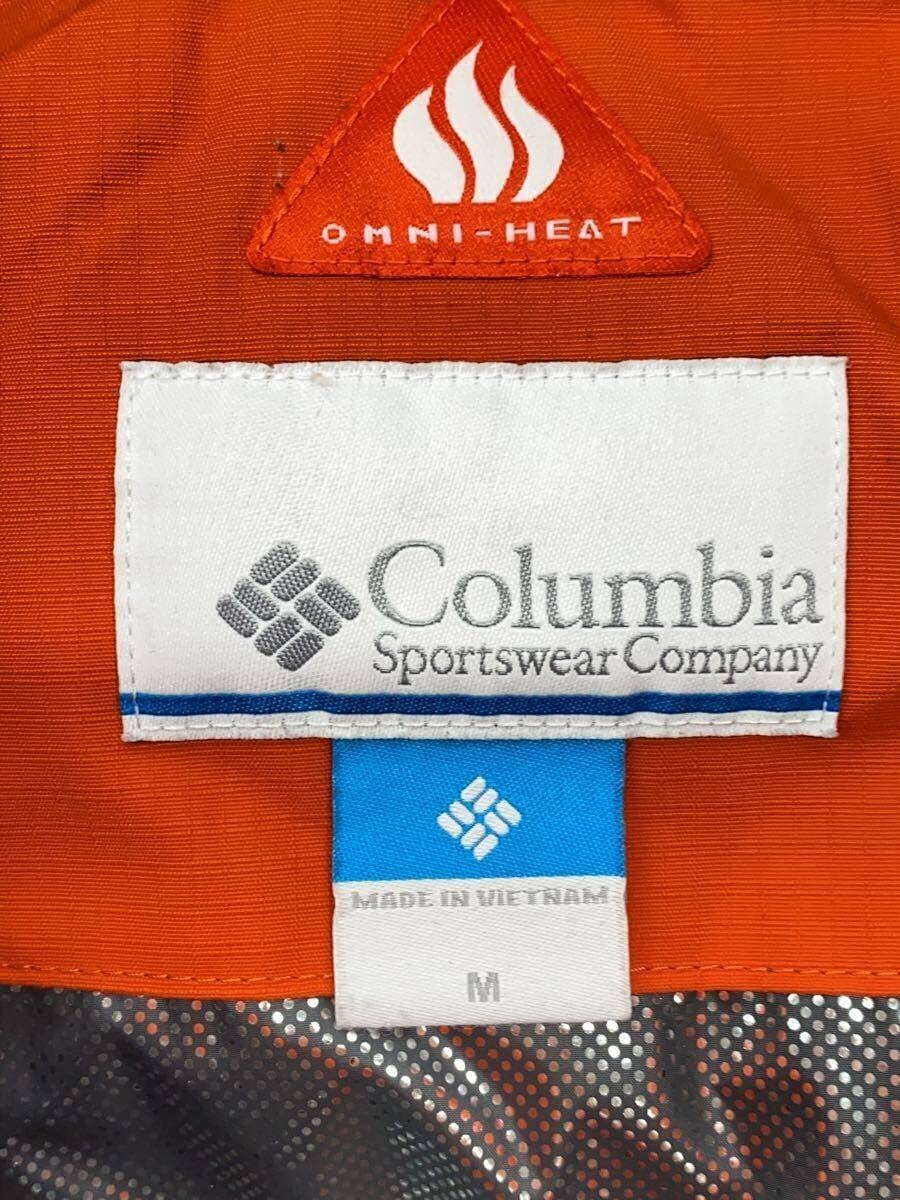 OMNI-HEAT
Columbia
Sportswear Company
MADE IN VIETNAM
M